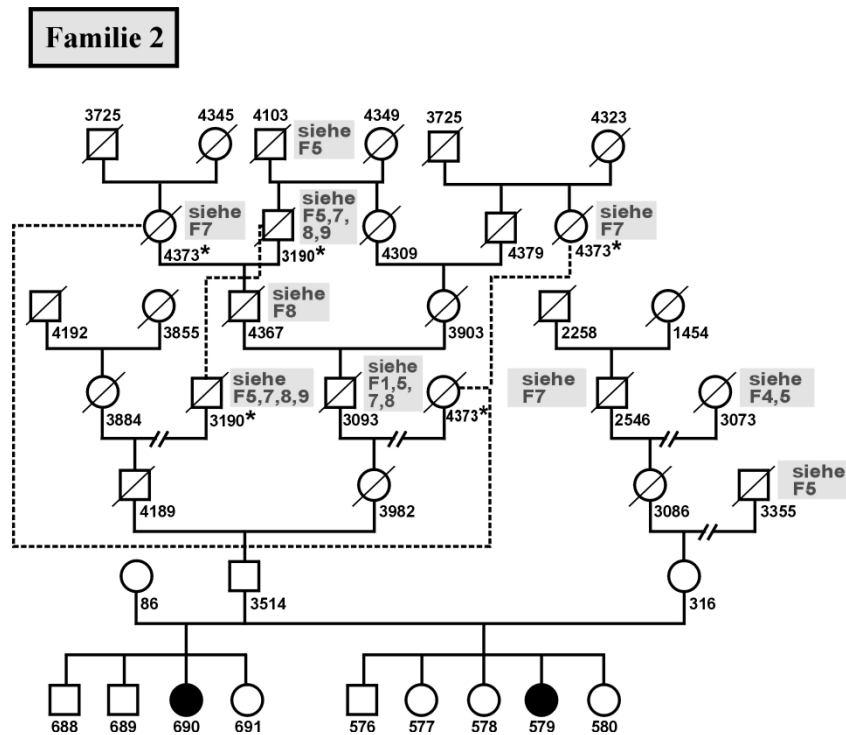 Familie 2
3725 4345 4103 4349 3725 4323
siehe
F5
siehe
F7
siehe
F5,7,
8,9
siehe
F7
4373* 3190* 4309 4379 4373*
siehe
F8
4192 3855 4367 3903 2258 1454
siehe
F5,7,8,9
siehe
F1,5,
7,8
siehe
F7
siehe
F4,5
3884 3190* 3093 4373* 2546 3073
siehe
F5
4189 3982 3086 3355
86 3514 316
688 689 690 691 576 577 578 579 580